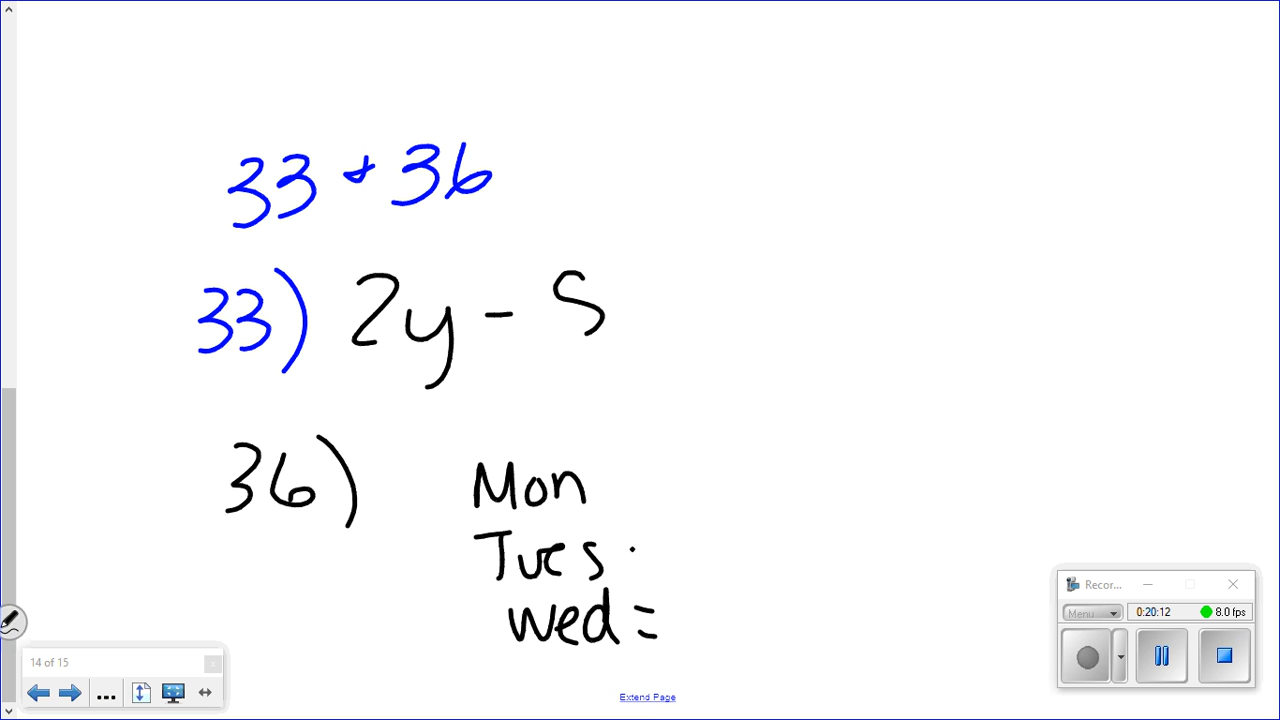 33 + 36
33) 2y - 5
36) Mon
Tues .
Wed =
Recor...
Menu
0:20:12
8.0 fps
14 of 15
x
...
Extend Page